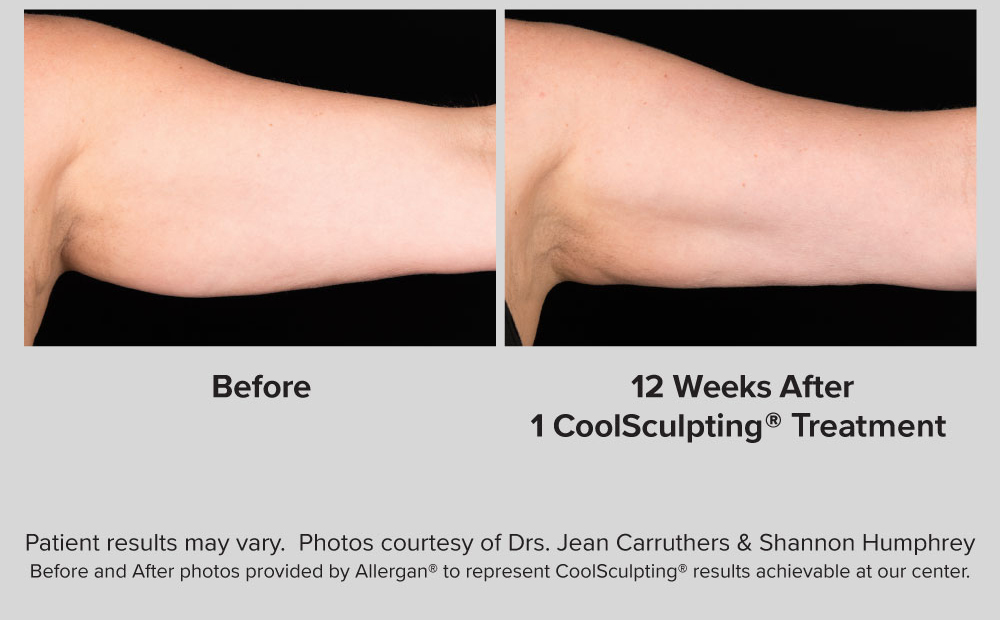 Before
12 Weeks After
1 CoolSculpting® Treatment
Patient results may vary.  Photos courtesy of Drs. Jean Carruthers & Shannon Humphrey
Before and After photos provided by Allergan® to represent CoolSculpting® results achievable at our center.